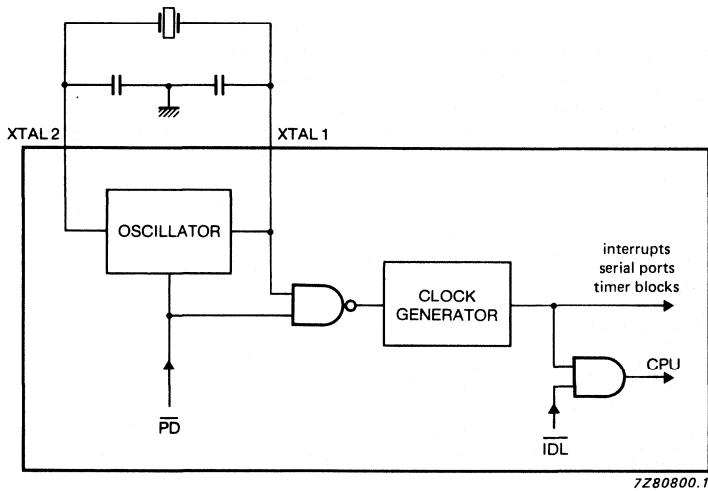 XTAL 2
XTAL 1
OSCILLATOR
CLOCK
GENERATOR
interrupts
serial ports
timer blocks
CPU
PD
IDL
7Z80800.1